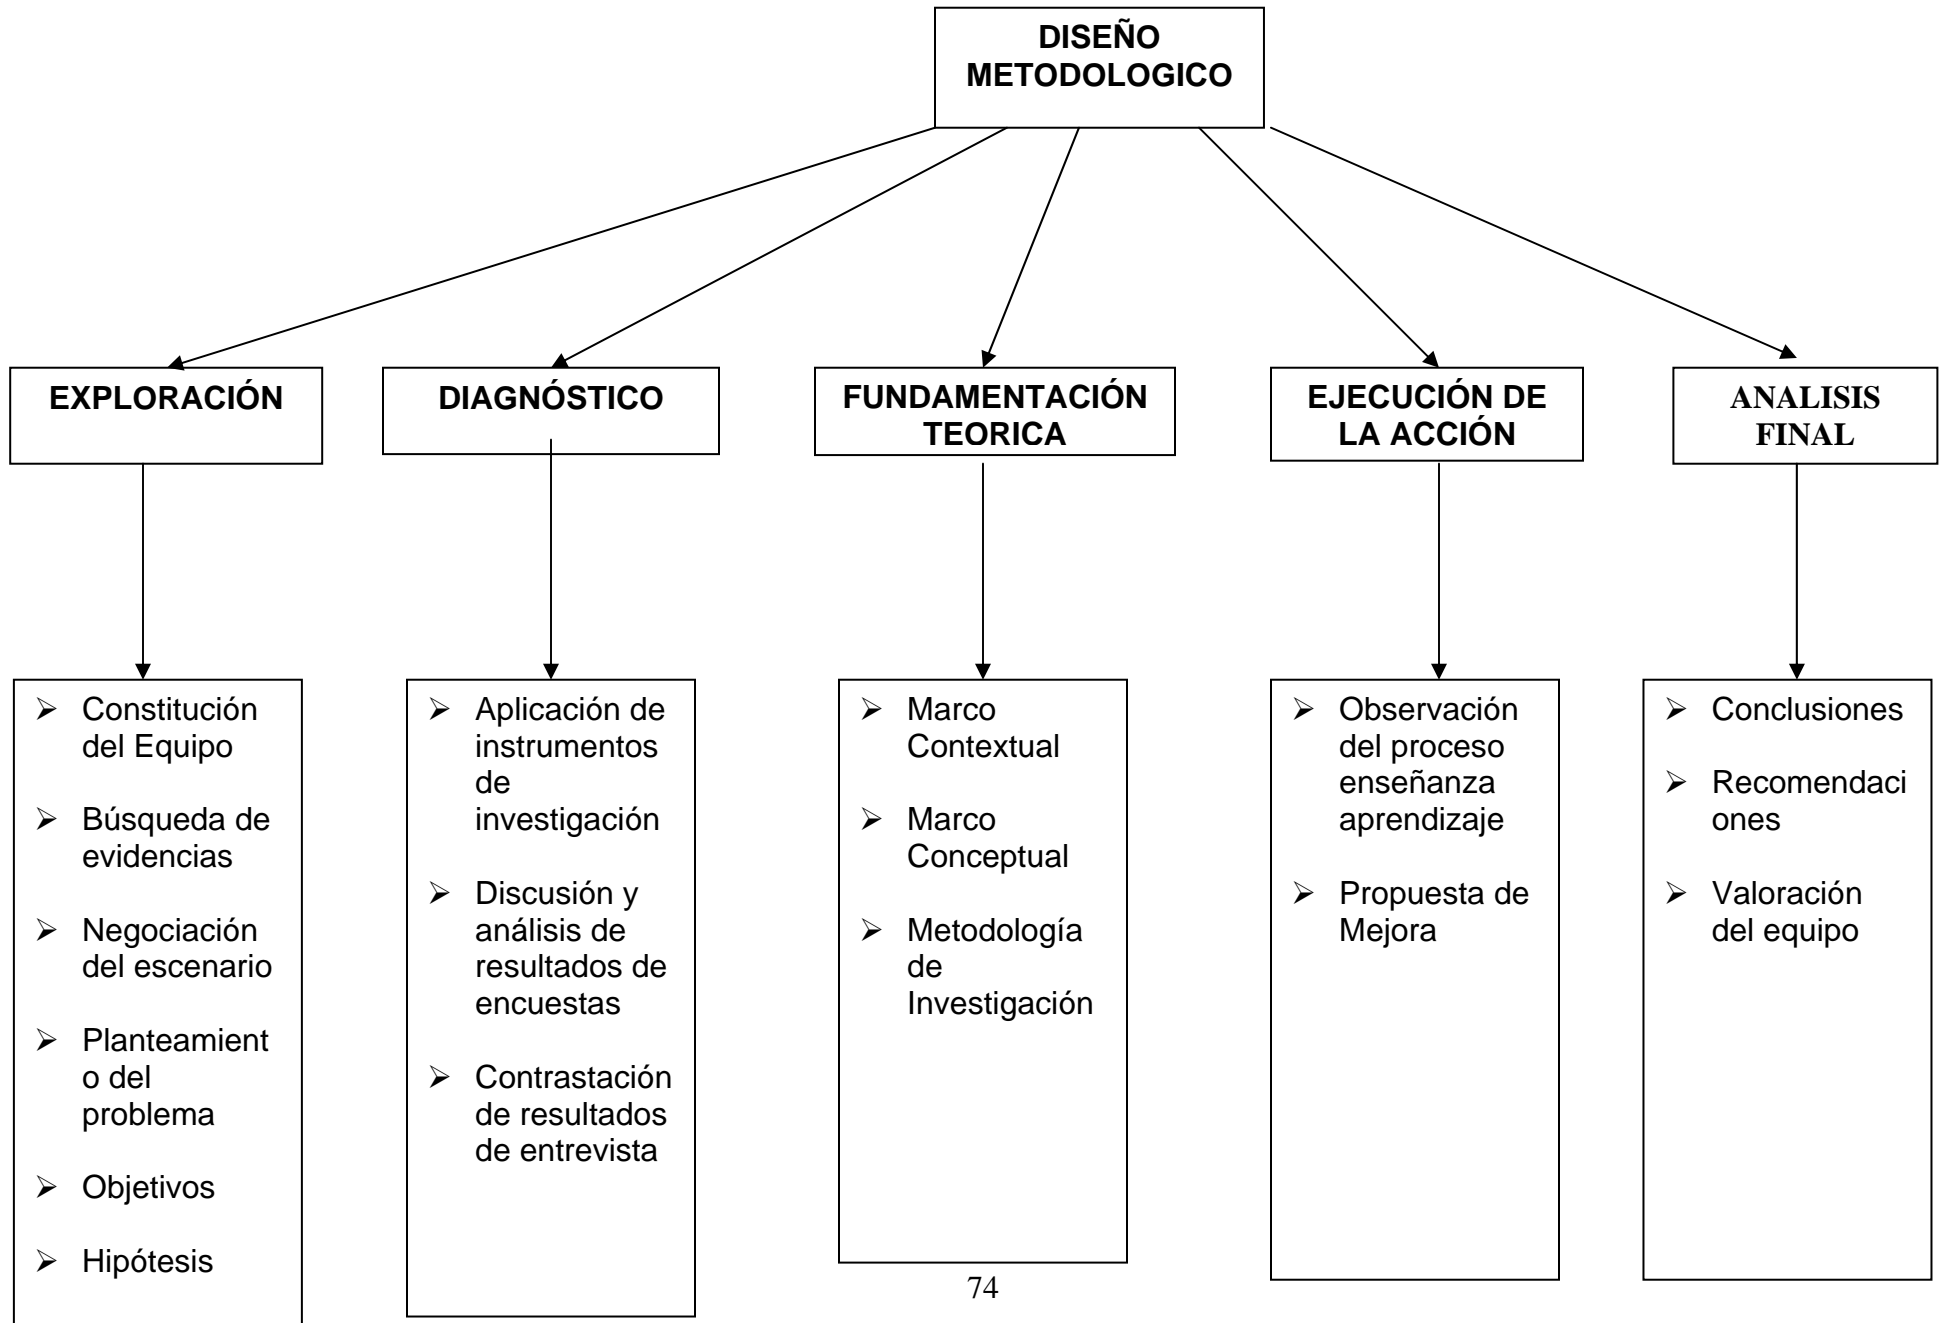 DISEÑO
METODOLOGICO
EXPLORACIÓN
DIAGNÓSTICO
FUNDAMENTACIÓN
TEORICA
EJECUCIÓN DE
LA ACCIÓN
ANALISIS
FINAL
➢ Constitución
del Equipo
➢ Búsqueda de
evidencias
➢ Negociación
del escenario
➢ Planteamient
o del
problema
➢ Objetivos
➢ Hipótesis
➢ Aplicación de
instrumentos
de
investigación
➢ Discusión y
análisis de
resultados de
encuestas
➢ Contrastación
de resultados
de entrevista
➢ Marco
Contextual
➢ Marco
Conceptual
➢ Metodología
de
Investigación
➢ Observación
del proceso
enseñanza
aprendizaje
➢ Propuesta de
Mejora
➢ Conclusiones
➢ Recomendaci
ones
➢ Valoración
del equipo
74